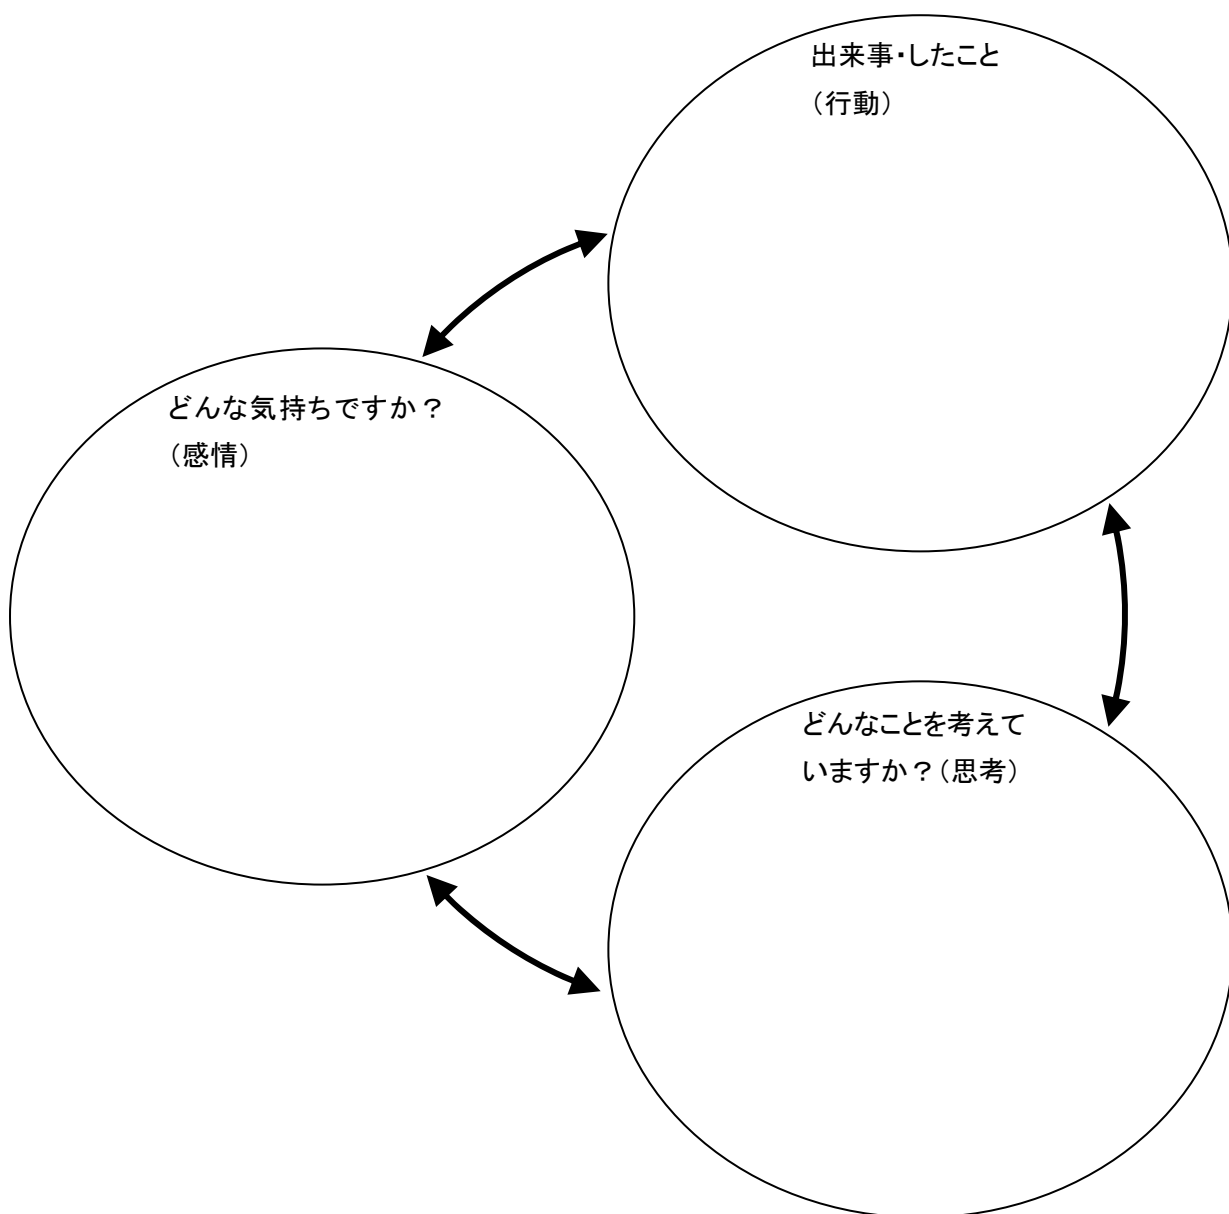 出来事・したこと
（行動）
どんな気持ちですか？
（感情）
どんなことを考えて
いますか？（思考）